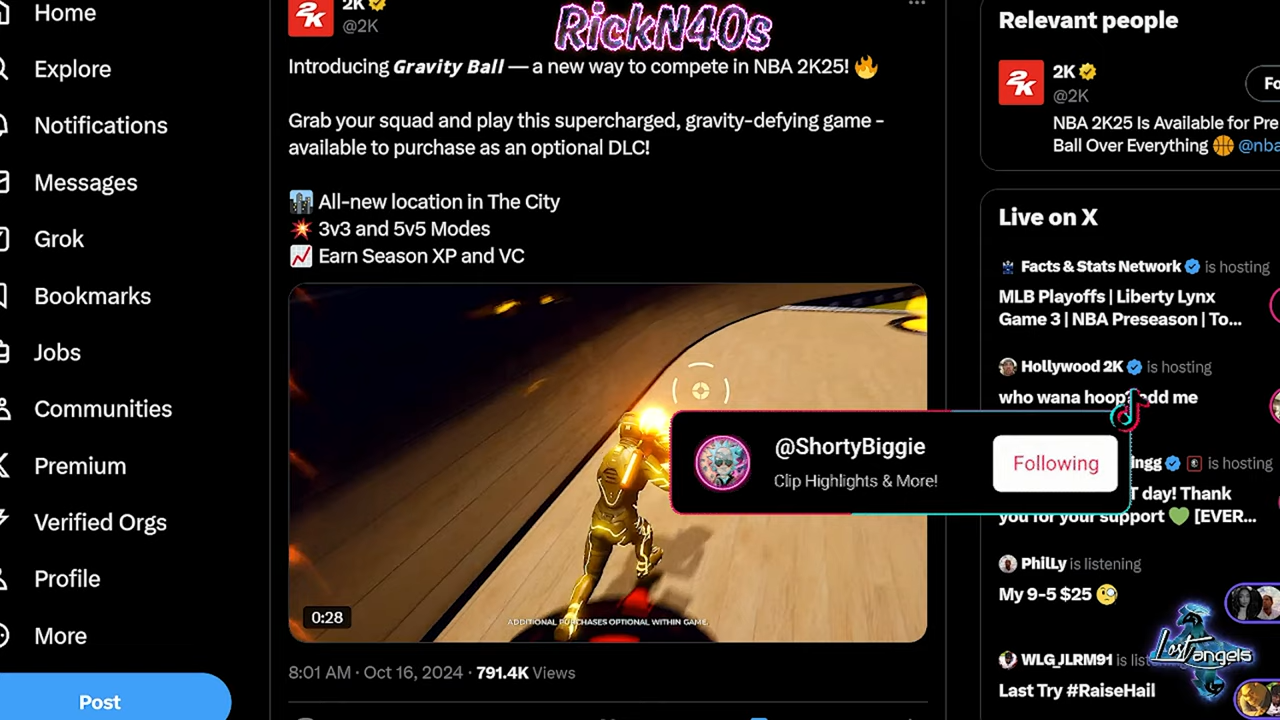 Home
Explore
Notifications
Messages
Grok
Bookmarks
Jobs
Communities
Premium
Verified Orgs
Profile
More
Post
2K
@2K
RickN40s
Introducing Gravity Ball — a new way to compete in NBA 2K25! 🔥
Grab your squad and play this supercharged, gravity-defying game -
available to purchase as an optional DLC!
🏙️ All-new location in The City
💥 3v3 and 5v5 Modes
📈 Earn Season XP and VC
0:28
ADDITIONAL PURCHASES OPTIONAL WITHIN GAME.
8:01 AM · Oct 16, 2024 · 791.4K Views
@ShortyBiggie
Clip Highlights & More!
Following
Relevant people
2K
@2K
Fo
NBA 2K25 Is Available for Pre
Ball Over Everything 🏀 @nba
Live on X
Facts & Stats Network is hosting
MLB Playoffs | Liberty Lynx
Game 3 | NBA Preseason | To...
Hollywood 2K is hosting
who wana hoop? add me
ingg is hosting
T day! Thank
you for your support 💚 [EVER...
PhilLy is listening
My 9-5 $25 🧐
WLG_JLRM91 is list
Last Try #RaiseHail
Lost angels